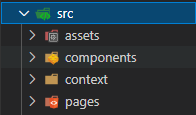 src
assets
components
context
pages